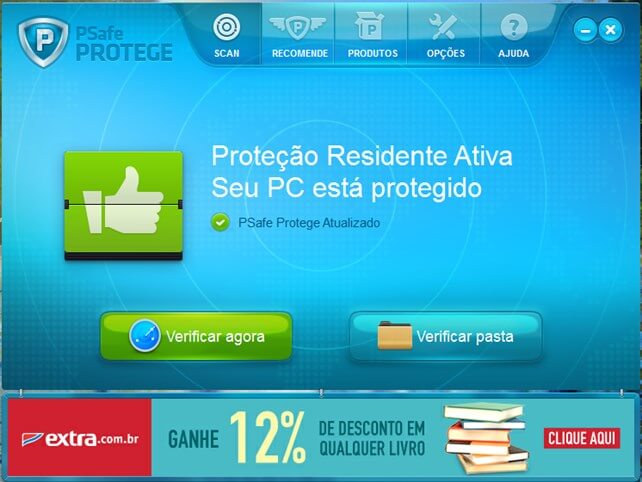 PSafe
PROTEGE
SCAN
RECOMENDE
PRODUTOS
OPÇÕES
AJUDA
Proteção Residente Ativa
Seu PC está protegido
PSafe Protege Atualizado
Verificar agora
Verificar pasta
extra.com.br
GANHE 12% DE DESCONTO EM
QUALQUER LIVRO
CLIQUE AQUI